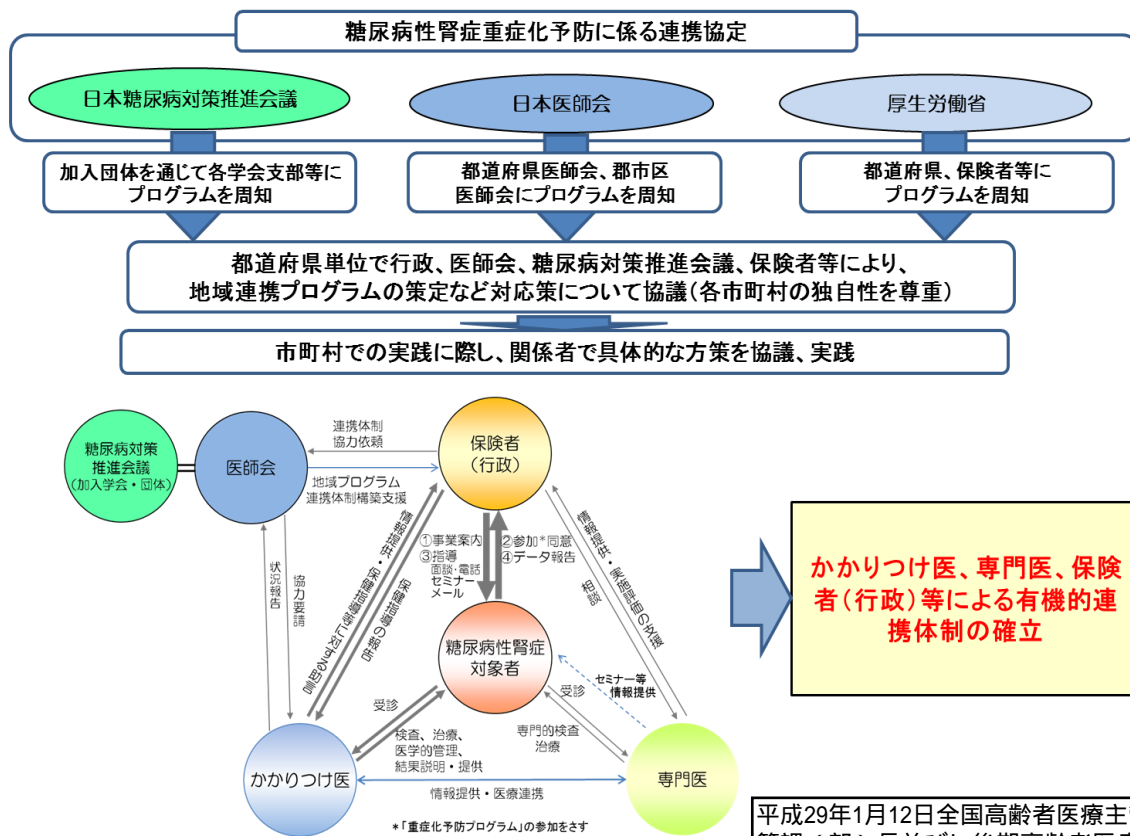 糖尿病性腎症重症化予防に係る連携協定
日本糖尿病対策推進会議
日本医師会
厚生労働省
加入団体を通じて各学会支部等に
プログラムを周知
都道府県医師会、郡市区
医師会にプログラムを周知
都道府県、保険者等に
プログラムを周知
都道府県単位で行政、医師会、糖尿病対策推進会議、保険者等により、
地域連携プログラムの策定など対応策について協議(各市町村の独自性を尊重)
市町村での実践に際し、関係者で具体的な方策を協議、実践
糖尿病対策
推進会議
(加入学会・団体)
医師会
連携体制
協力依頼
地域プログラム
連携体制構築支援
保険者
(行政)
状況報告
協力要請
情報提供・保健指導等に対する助言
保健指導の報告
①事業案内
③指導
面談・電話
セミナー
メール
②参加*同意
④データ報告
情報提供・実施評価の支援
相談
糖尿病性腎症
対象者
セミナー等
情報提供
受診
検査、治療、
医学的管理、
結果説明・提供
受診
専門的検査
治療
かかりつけ医
情報提供・医療連携
専門医
*「重症化予防プログラム」の参加をさす
かかりつけ医、専門医、保険
者(行政)等による有機的連
携体制の確立
平成29年1月12日全国高齢者医療主